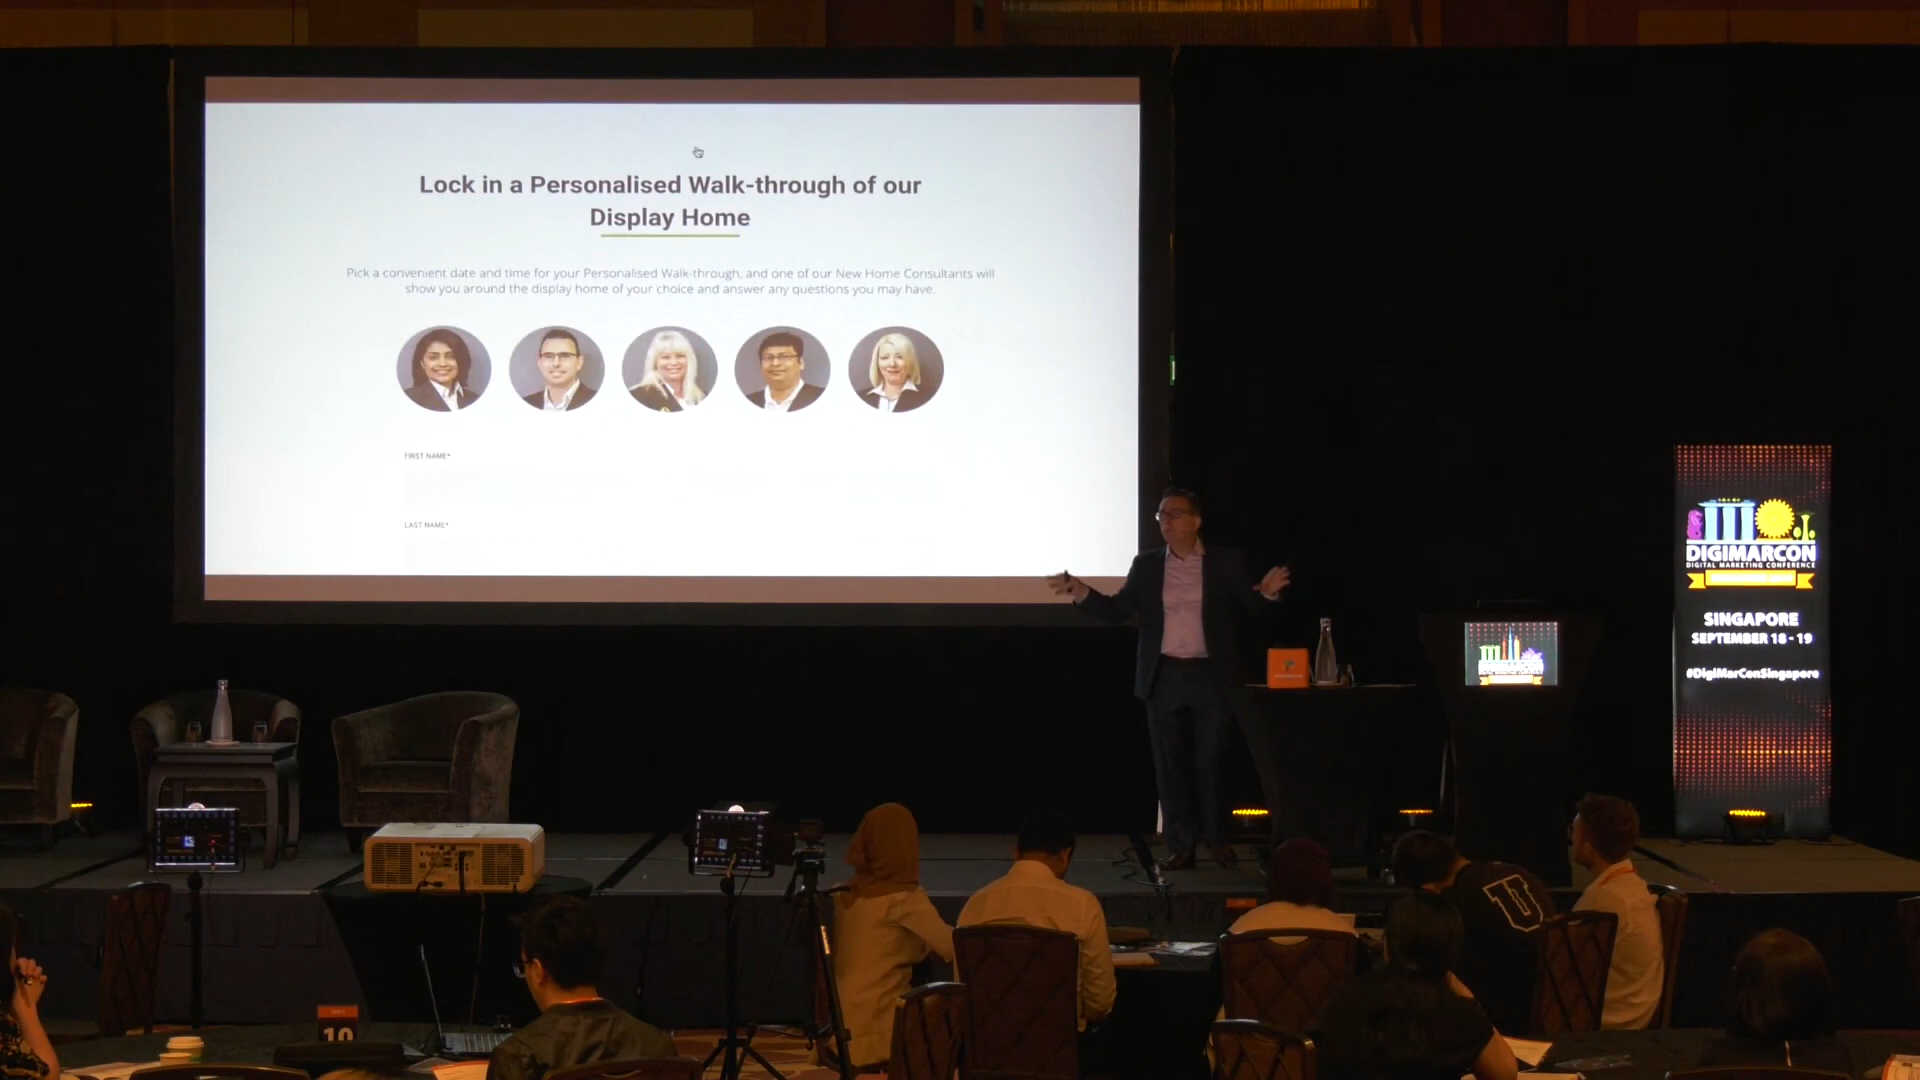 Lock in a Personalised Walk-through of our
Display Home
Pick a convenient date and time for your Personalised Walk-through, and one of our New Home Consultants will
show you around the display home of your choice and answer any questions you may have.
FIRST NAME*
LAST NAME*
DIGIMARCON
DIGITAL MARKETING CONFERENCE
SINGAPORE
SEPTEMBER 18 - 19
#DigiMarConSingapore
U
10